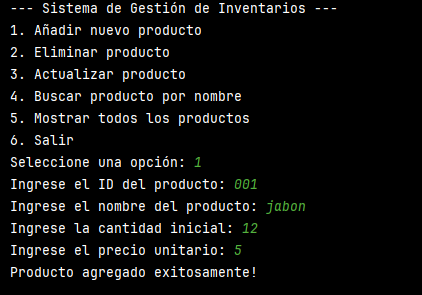 --- Sistema de Gestión de Inventarios ---
1. Añadir nuevo producto
2. Eliminar producto
3. Actualizar producto
4. Buscar producto por nombre
5. Mostrar todos los productos
6. Salir
Seleccione una opción: 1
Ingrese el ID del producto: 001
Ingrese el nombre del producto: jabon
Ingrese la cantidad inicial: 12
Ingrese el precio unitario: 5
Producto agregado exitosamente!